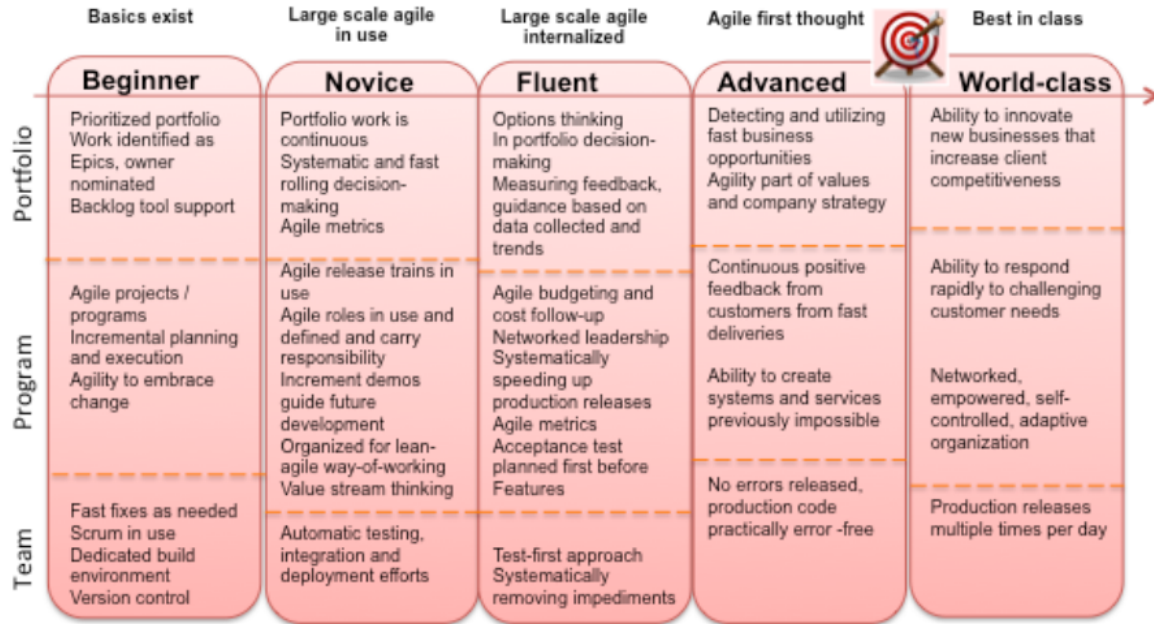 Basics exist
Large scale agile
in use
Large scale agile
internalized
Agile first thought
Best in class
Beginner
Novice
Fluent
Advanced
World-class
Portfolio
Prioritized portfolio
Work identified as
Epics, owner
nominated
Backlog tool support
Portfolio work is
continuous
Systematic and fast
rolling decision-
making
Agile metrics
Options thinking
In portfolio decision-
making
Measuring feedback,
guidance based on
data collected and
trends
Detecting and utilizing
fast business
opportunities
Agility part of values
and company strategy
Ability to innovate
new businesses that
increase client
competitiveness
Program
Agile projects /
programs
Incremental planning
and execution
Agility to embrace
change
Agile release trains in
use
Agile roles in use and
defined and carry
responsibility
Increment demos
guide future
development
Organized for lean-
agile way-of-working
Value stream thinking
Agile budgeting and
cost follow-up
Networked leadership
Systematically
speeding up
production releases
Agile metrics
Acceptance test
planned first before
Features
Continuous positive
feedback from
customers from fast
deliveries
Ability to create
systems and services
previously impossible
Ability to respond
rapidly to challenging
customer needs
Networked,
empowered, self-
controlled, adaptive
organization
Team
Fast fixes as needed
Scrum in use
Dedicated build
environment
Version control
Automatic testing,
integration and
deployment efforts
Test-first approach
Systematically
removing impediments
No errors released,
production code
practically error -free
Production releases
multiple times per day